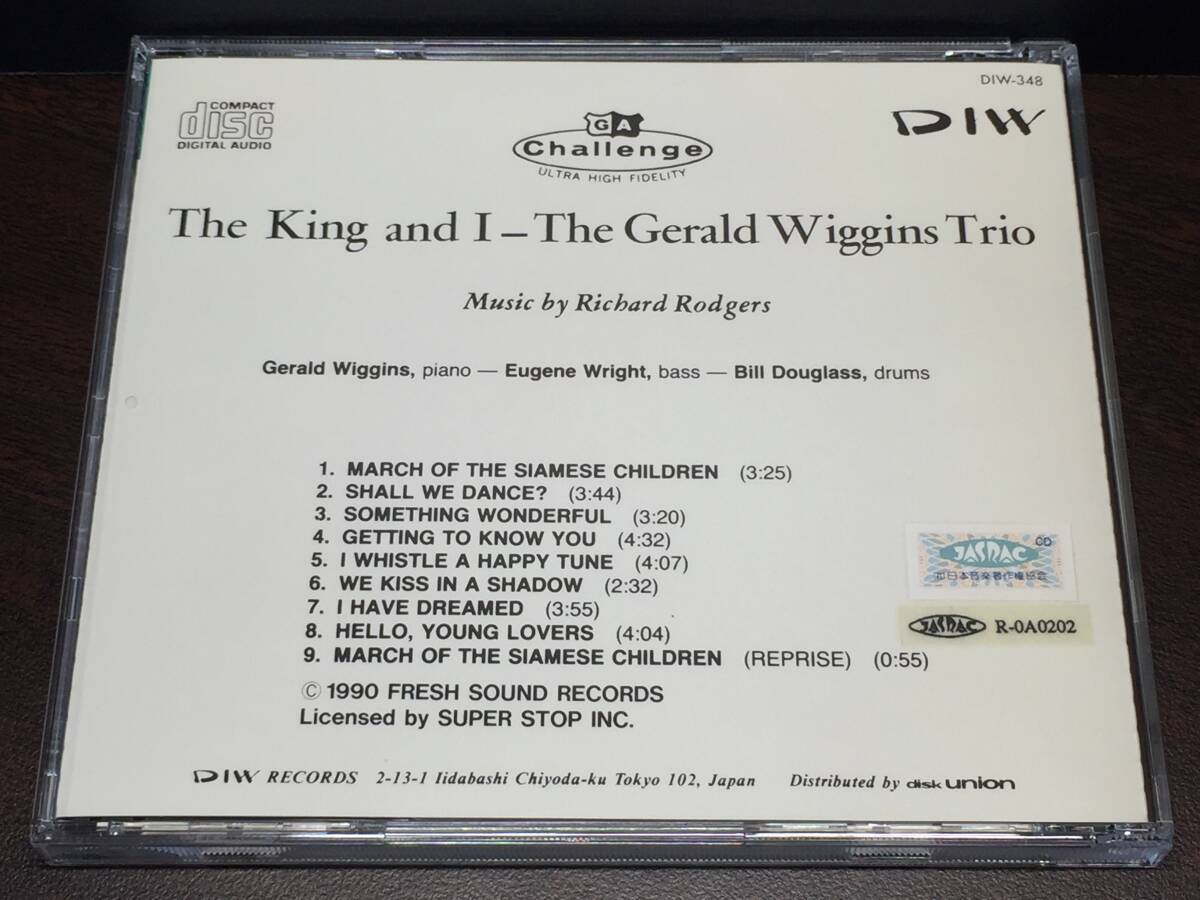 DIW-348
COMPACT
disc
DIGITAL AUDIO
GA
Challenge
ULTRA HIGH FIDELITY
DIW
The King and I – The Gerald Wiggins Trio
Music by Richard Rodgers
Gerald Wiggins, piano — Eugene Wright, bass — Bill Douglass, drums
1. MARCH OF THE SIAMESE CHILDREN (3:25)
2. SHALL WE DANCE? (3:44)
3. SOMETHING WONDERFUL (3:20)
4. GETTING TO KNOW YOU (4:32)
5. I WHISTLE A HAPPY TUNE (4:07)
6. WE KISS IN A SHADOW (2:32)
7. I HAVE DREAMED (3:55)
8. HELLO, YOUNG LOVERS (4:04)
9. MARCH OF THE SIAMESE CHILDREN (REPRISE) (0:55)
© 1990 FRESH SOUND RECORDS
Licensed by SUPER STOP INC.
JASRAC CD
JASRAC R-0A0202
DIW RECORDS 2-13-1 Iidabashi Chiyoda-ku Tokyo 102, Japan Distributed by disk union